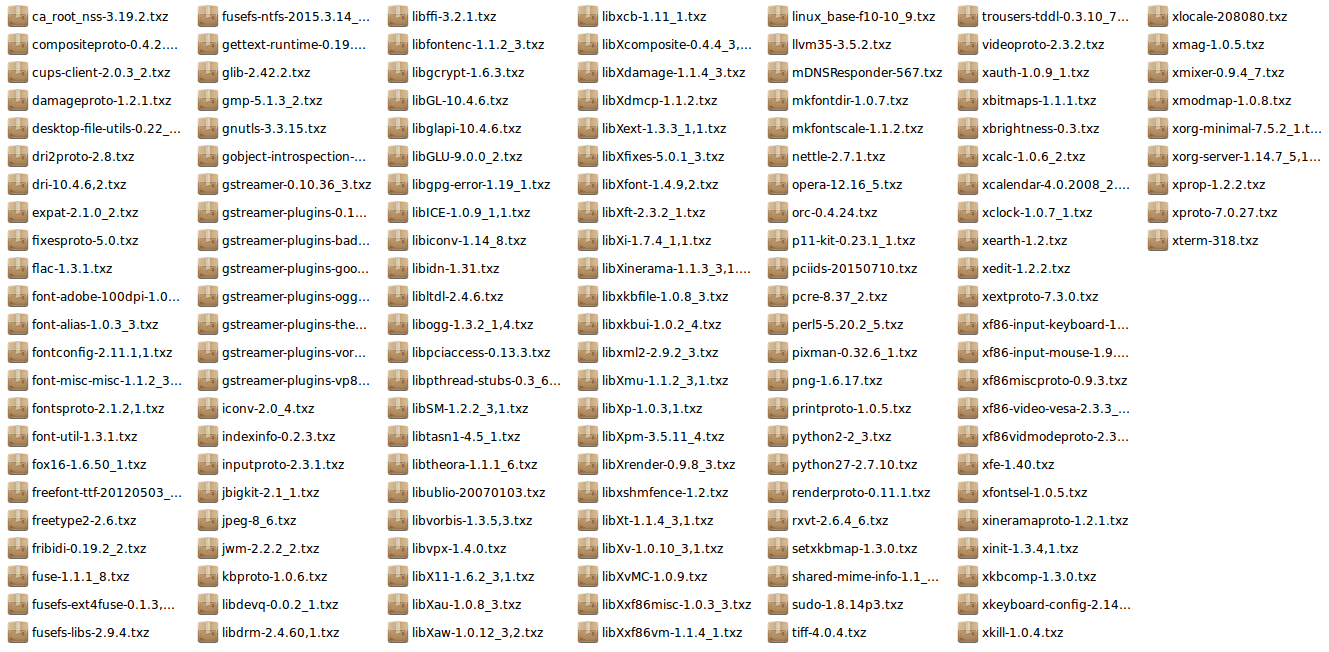 ca_root_nss-3.19.2.txz
compositeproto-0.4.2....
cups-client-2.0.3_2.txz
damageproto-1.2.1.txz
desktop-file-utils-0.22_...
dri2proto-2.8.txz
dri-10.4.6,2.txz
expat-2.1.0_2.txz
fixesproto-5.0.txz
flac-1.3.1.txz
font-adobe-100dpi-1.0...
font-alias-1.0.3_3.txz
fontconfig-2.11.1,1.txz
font-misc-misc-1.1.2_3...
fontsproto-2.1.2,1.txz
font-util-1.3.1.txz
fox16-1.6.50_1.txz
freefont-ttf-20120503_...
freetype2-2.6.txz
fribidi-0.19.2_2.txz
fuse-1.1.1_8.txz
fusefs-ext4fuse-0.1.3,...
fusefs-libs-2.9.4.txz
fusefs-ntfs-2015.3.14_...
gettext-runtime-0.19....
glib-2.42.2.txz
gmp-5.1.3_2.txz
gnutls-3.3.15.txz
gobject-introspection-...
gstreamer-0.10.36_3.txz
gstreamer-plugins-0.1...
gstreamer-plugins-bad...
gstreamer-plugins-goo...
gstreamer-plugins-ogg...
gstreamer-plugins-the...
gstreamer-plugins-vor...
gstreamer-plugins-vp8...
iconv-2.0_4.txz
indexinfo-0.2.3.txz
inputproto-2.3.1.txz
jbigkit-2.1_1.txz
jpeg-8_6.txz
jwm-2.2.2_2.txz
kbproto-1.0.6.txz
libdevq-0.0.2_1.txz
libdrm-2.4.60,1.txz
libffi-3.2.1.txz
libfontenc-1.1.2_3.txz
libgcrypt-1.6.3.txz
libGL-10.4.6.txz
libglapi-10.4.6.txz
libGLU-9.0.0_2.txz
libgpg-error-1.19_1.txz
libICE-1.0.9_1,1.txz
libiconv-1.14_8.txz
libidn-1.31.txz
libltdl-2.4.6.txz
libogg-1.3.2_1,4.txz
libpciaccess-0.13.3.txz
libpthread-stubs-0.3_6...
libSM-1.2.2_3,1.txz
libtasn1-4.5_1.txz
libtheora-1.1.1_6.txz
libublio-20070103.txz
libvorbis-1.3.5,3.txz
libvpx-1.4.0.txz
libX11-1.6.2_3,1.txz
libXau-1.0.8_3.txz
libXaw-1.0.12_3,2.txz
libxcb-1.11_1.txz
libXcomposite-0.4.4_3,...
libXdamage-1.1.4_3.txz
libXdmcp-1.1.2.txz
libXext-1.3.3_1,1.txz
libXfixes-5.0.1_3.txz
libXfont-1.4.9,2.txz
libXft-2.3.2_1.txz
libXi-1.7.4_1,1.txz
libXinerama-1.1.3_3,1....
libxkbfile-1.0.8_3.txz
libxkbui-1.0.2_4.txz
libxml2-2.9.2_3.txz
libXmu-1.1.2_3,1.txz
libXp-1.0.3,1.txz
libXpm-3.5.11_4.txz
libXrender-0.9.8_3.txz
libxshmfence-1.2.txz
libXt-1.1.4_3,1.txz
libXv-1.0.10_3,1.txz
libXvMC-1.0.9.txz
libXxf86misc-1.0.3_3.txz
libXxf86vm-1.1.4_1.txz
linux_base-f10-10_9.txz
llvm35-3.5.2.txz
mDNSResponder-567.txz
mkfontdir-1.0.7.txz
mkfontscale-1.1.2.txz
nettle-2.7.1.txz
opera-12.16_5.txz
orc-0.4.24.txz
p11-kit-0.23.1_1.txz
pciids-20150710.txz
pcre-8.37_2.txz
perl5-5.20.2_5.txz
pixman-0.32.6_1.txz
png-1.6.17.txz
printproto-1.0.5.txz
python2-2_3.txz
python27-2.7.10.txz
renderproto-0.11.1.txz
rxvt-2.6.4_6.txz
setxkbmap-1.3.0.txz
shared-mime-info-1.1_...
sudo-1.8.14p3.txz
tiff-4.0.4.txz
trousers-tddl-0.3.10_7...
videoproto-2.3.2.txz
xauth-1.0.9_1.txz
xbitmaps-1.1.1.txz
xbrightness-0.3.txz
xcalc-1.0.6_2.txz
xcalendar-4.0.2008_2....
xclock-1.0.7_1.txz
xearth-1.2.txz
xedit-1.2.2.txz
xextproto-7.3.0.txz
xf86-input-keyboard-1...
xf86-input-mouse-1.9....
xf86miscproto-0.9.3.txz
xf86-video-vesa-2.3.3_...
xf86vidmodeproto-2.3...
xfe-1.40.txz
xfontsel-1.0.5.txz
xineramaproto-1.2.1.txz
xinit-1.3.4,1.txz
xkbcomp-1.3.0.txz
xkeyboard-config-2.14...
xkill-1.0.4.txz
xlocale-208080.txz
xmag-1.0.5.txz
xmixer-0.9.4_7.txz
xmodmap-1.0.8.txz
xorg-minimal-7.5.2_1.t...
xorg-server-1.14.7_5,1...
xprop-1.2.2.txz
xproto-7.0.27.txz
xterm-318.txz